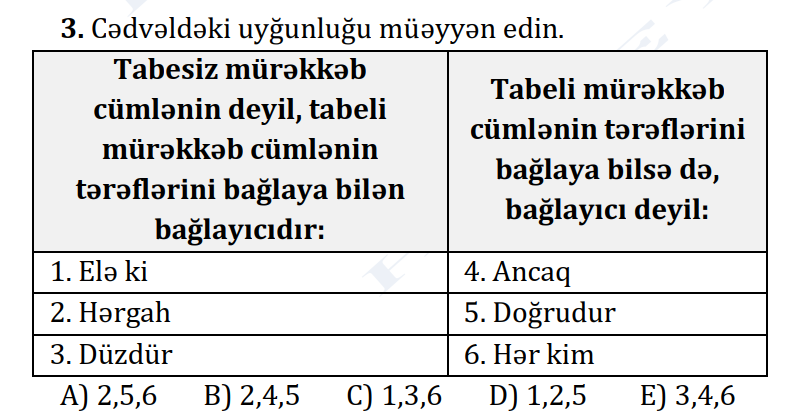 3. Cədvəldəki uyğunluğu müəyyən edin.
Tabesiz mürəkkəb
cümlənin deyil, tabeli
mürəkkəb cümlənin
tərəflərini bağlaya bilən
bağlayıcıdır:
Tabeli mürəkkəb
cümlənin tərəflərini
bağlaya bilsə də,
bağlayıcı deyil:
1. Elə ki
4. Ancaq
2. Hərgah
5. Doğrudur
3. Düzdür
6. Hər kim
A) 2,5,6 B) 2,4,5 C) 1,3,6 D) 1,2,5 E) 3,4,6